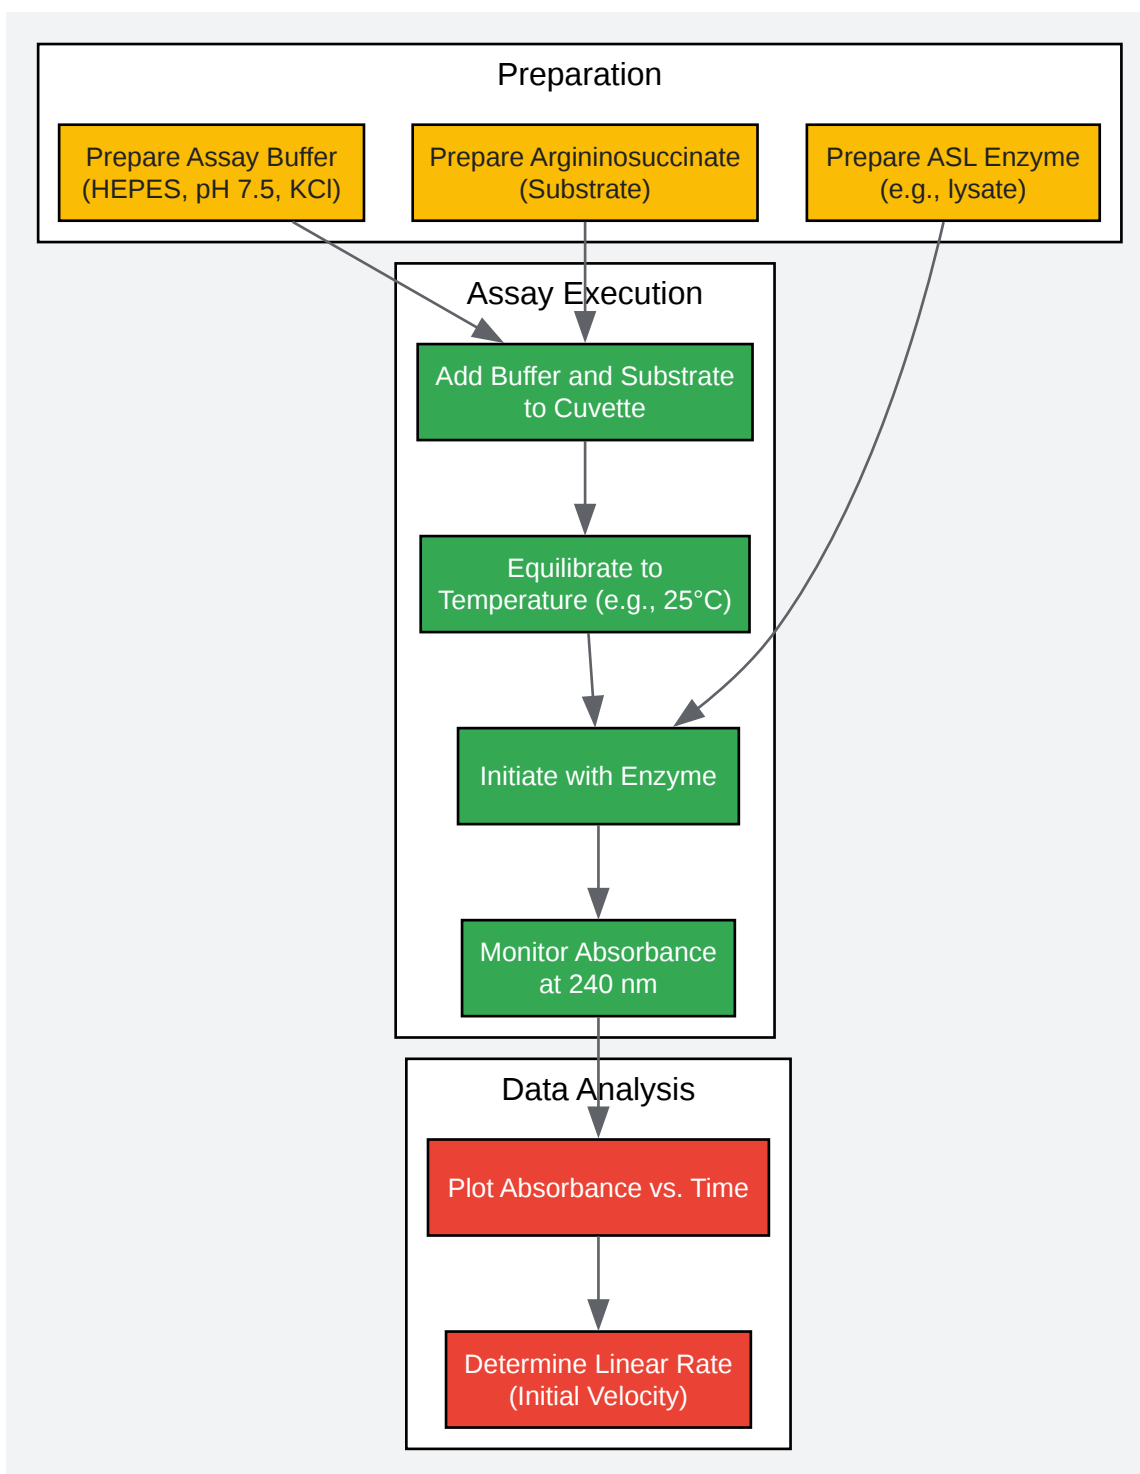 Preparation
Prepare Assay Buffer
(HEPES, pH 7.5, KCl)
Prepare Argininosuccinate
(Substrate)
Prepare ASL Enzyme
(e.g., lysate)
Assay Execution
Add Buffer and Substrate
to Cuvette
Equilibrate to
Temperature (e.g., 25°C)
Initiate with Enzyme
Monitor Absorbance
at 240 nm
Data Analysis
Plot Absorbance vs. Time
Determine Linear Rate
(Initial Velocity)